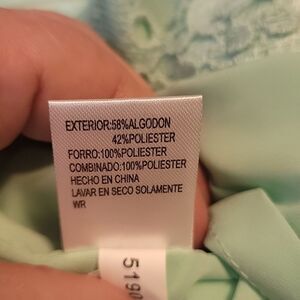 EXTERIOR:58%ALGODON
42%POLIESTER
FORRO:100%POLIESTER
COMBINADO:100%POLIESTER
HECHO EN CHINA
LAVAR EN SECO SOLAMENTE
WR
5190